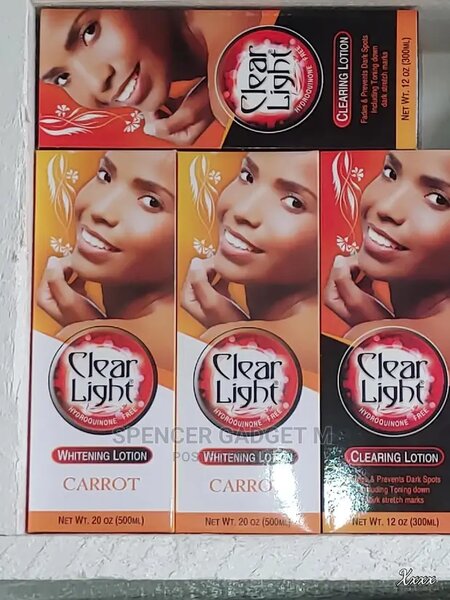 Clear
Light
HYDROQUINONE FREE
CLEARING LOTION
Fades & Prevents Dark Spots
Including Toning down
dark stretch marks
NET WT. 12 oz (300ML)
Clear
Light
HYDROQUINONE FREE
WHITENING LOTION
CARROT
NET WT. 20 oz (500ML)
Clear
Light
HYDROQUINONE FREE
WHITENING LOTION
CARROT
NET WT. 20 oz (500ML)
Clear
Light
HYDROQUINONE FREE
CLEARING LOTION
& Prevents Dark Spots
Including Toning down
dark stretch marks
NET WT. 12 oz (300ML)
SPENCER GADGET M
Xxxx